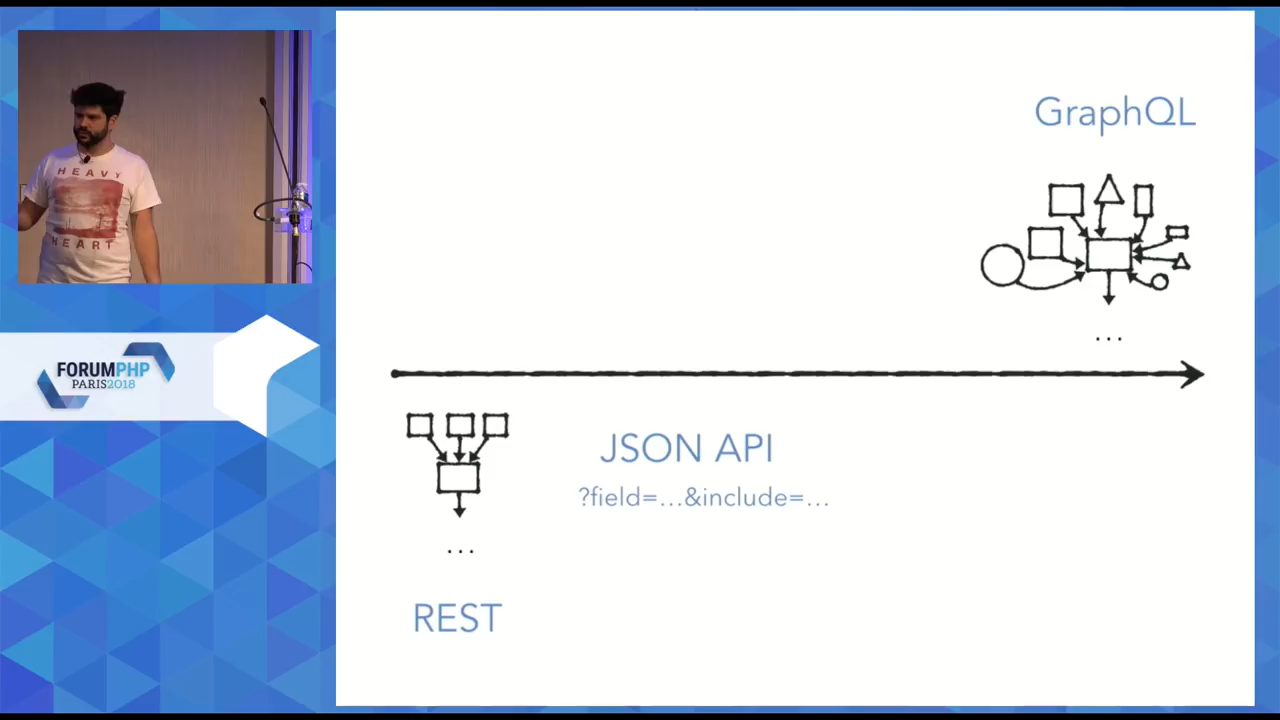 HEAVY
HEART
FORUMPHP
PARIS2018
GraphQL
...
JSON API
?field=...&include=...
...
REST